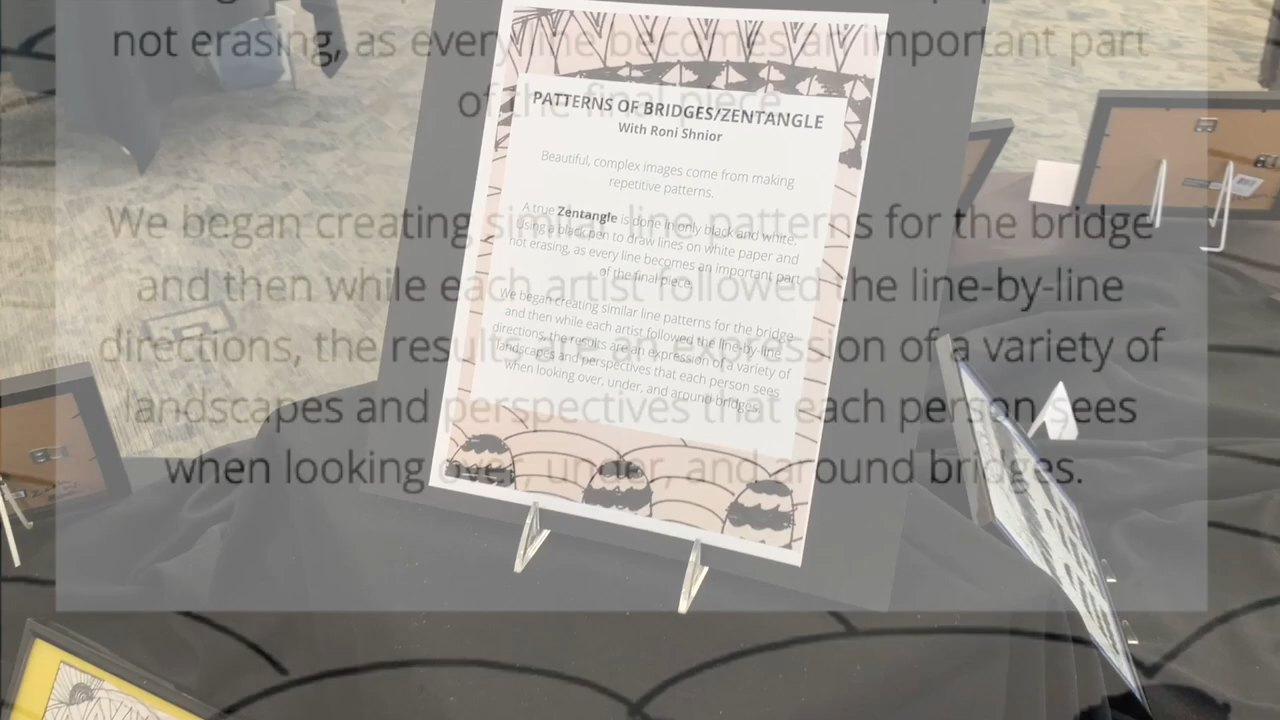 not erasing, as every line becomes an important part
of the final piece.
We began creating similar line patterns for the bridge
and then while each artist followed the line-by-line
directions, the results are an expression of a variety of
landscapes and perspectives that each person sees
when looking over, under, and around bridges.
PATTERNS OF BRIDGES/ZENTANGLE
With Roni Shnior
Beautiful, complex images come from making
repetitive patterns.
A true Zentangle is done in only black and white,
using a black pen to draw lines on white paper and
not erasing, as every line becomes an important part
of the final piece.
We began creating similar line patterns for the bridge
and then while each artist followed the line-by-line
directions, the results are an expression of a variety of
landscapes and perspectives that each person sees
when looking over, under, and around bridges.